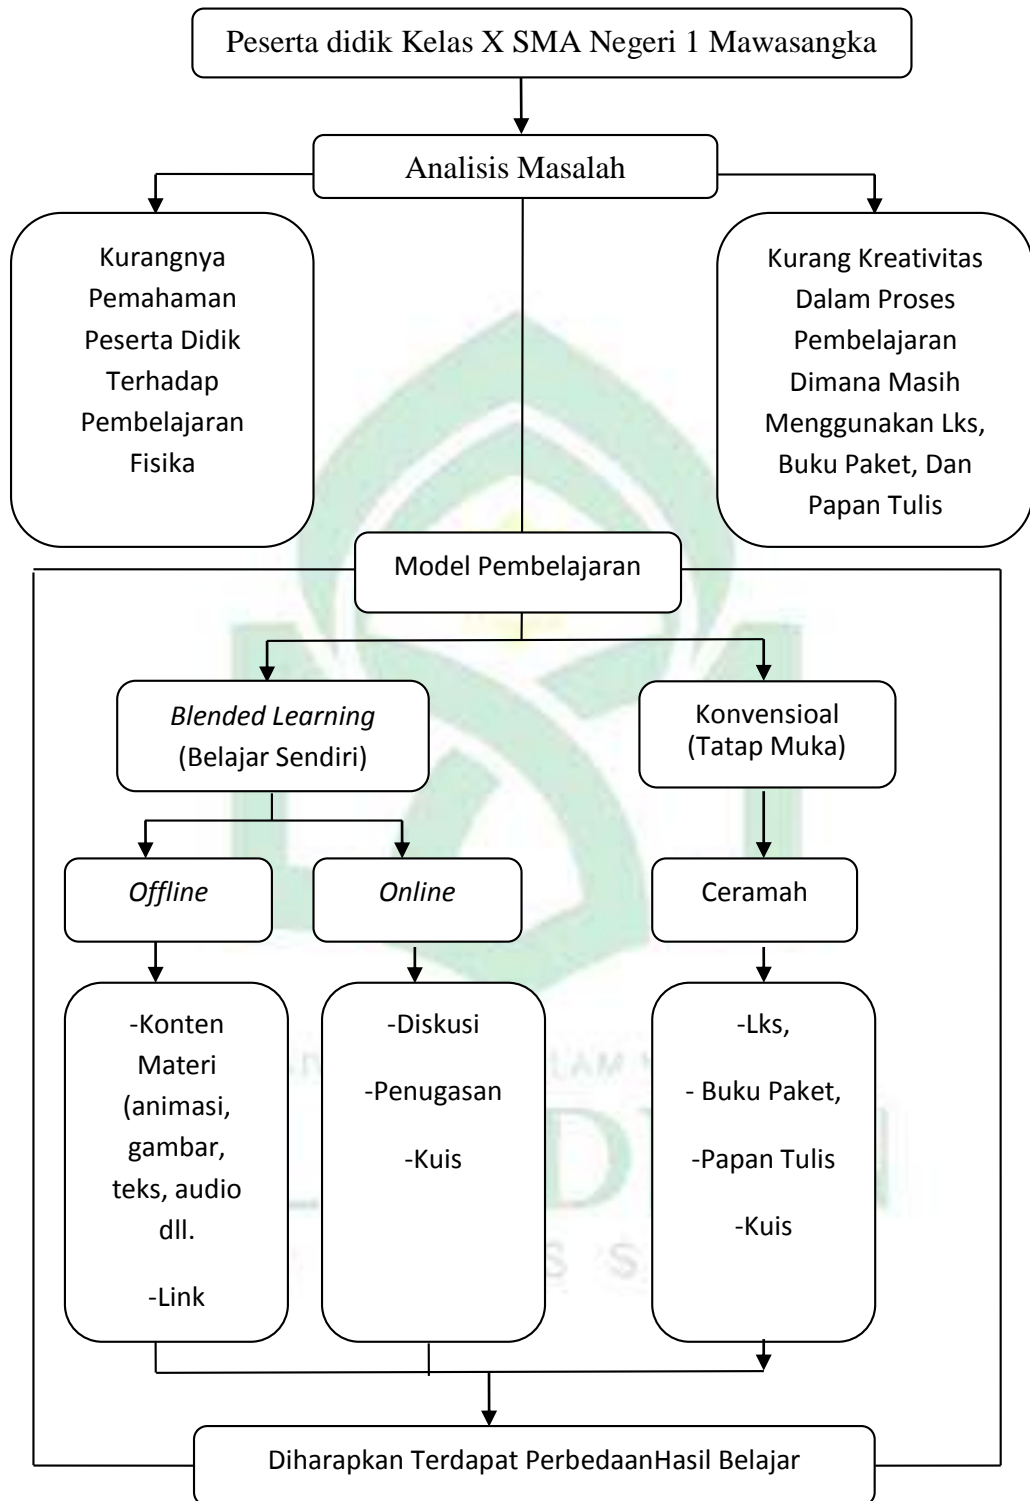 Peserta didik Kelas X SMA Negeri 1 Mawasangka
Analisis Masalah
Kurangnya
Pemahaman
Peserta Didik
Terhadap
Pembelajaran
Fisika
Kurang Kreativitas
Dalam Proses
Pembelajaran
Dimana Masih
Menggunakan Lks,
Buku Paket, Dan
Papan Tulis
Model Pembelajaran
Blended Learning
(Belajar Sendiri)
Konvensioal
(Tatap Muka)
Offline
Online
Ceramah
-Konten
Materi
(animasi,
gambar,
teks, audio
dll.
-Link
-Diskusi
-Penugasan
-Kuis
-Lks,
- Buku Paket,
-Papan Tulis
-Kuis
Diharapkan Terdapat PerbedaanHasil Belajar